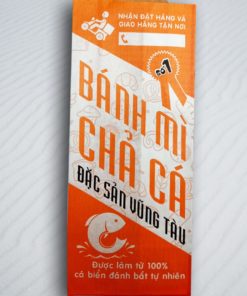 NHẬN ĐẶT HÀNG VÀ
GIAO HÀNG TẬN NƠI
SỐ 1
BÁNH MÌ
CHẢ CÁ
ĐẶC SẢN VŨNG TÀU
Được làm từ 100%
cá biển đánh bắt tự nhiên